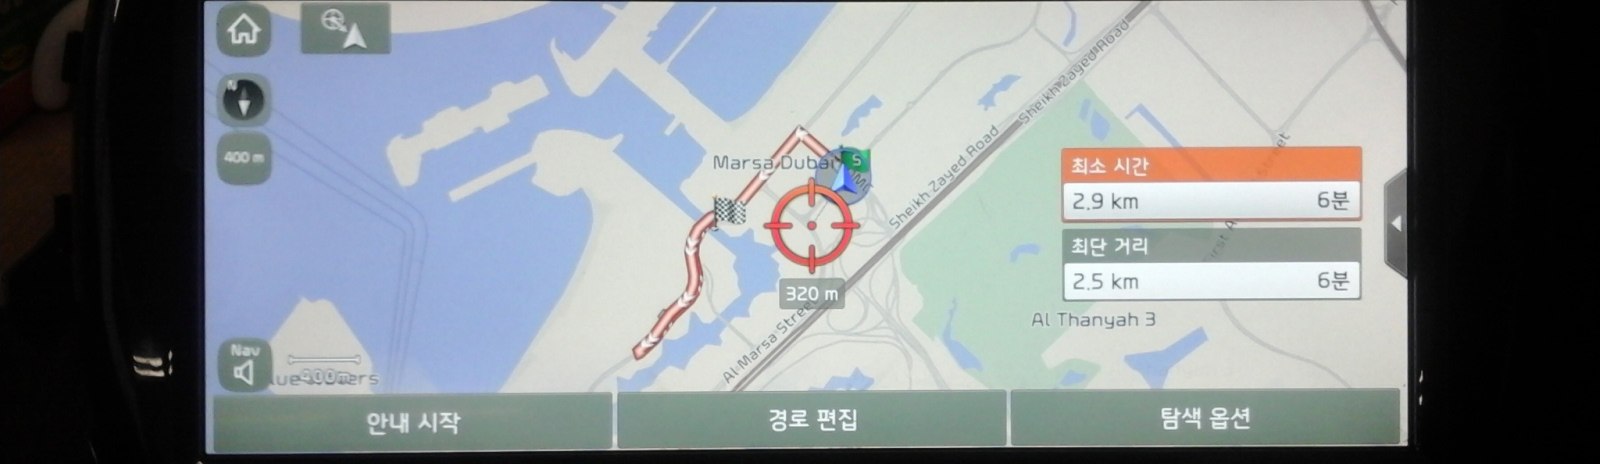 N
400 m
Sheikh Zayed Road
Sheikh Zayed Road
Street
Marsa Dubai
S
최소 시간
2.9 km
6분
최단 거리
2.5 km
6분
320 m
Al Thanyah 3
Al Marsa Street
Nav
400m
안내 시작
경로 편집
탐색 옵션